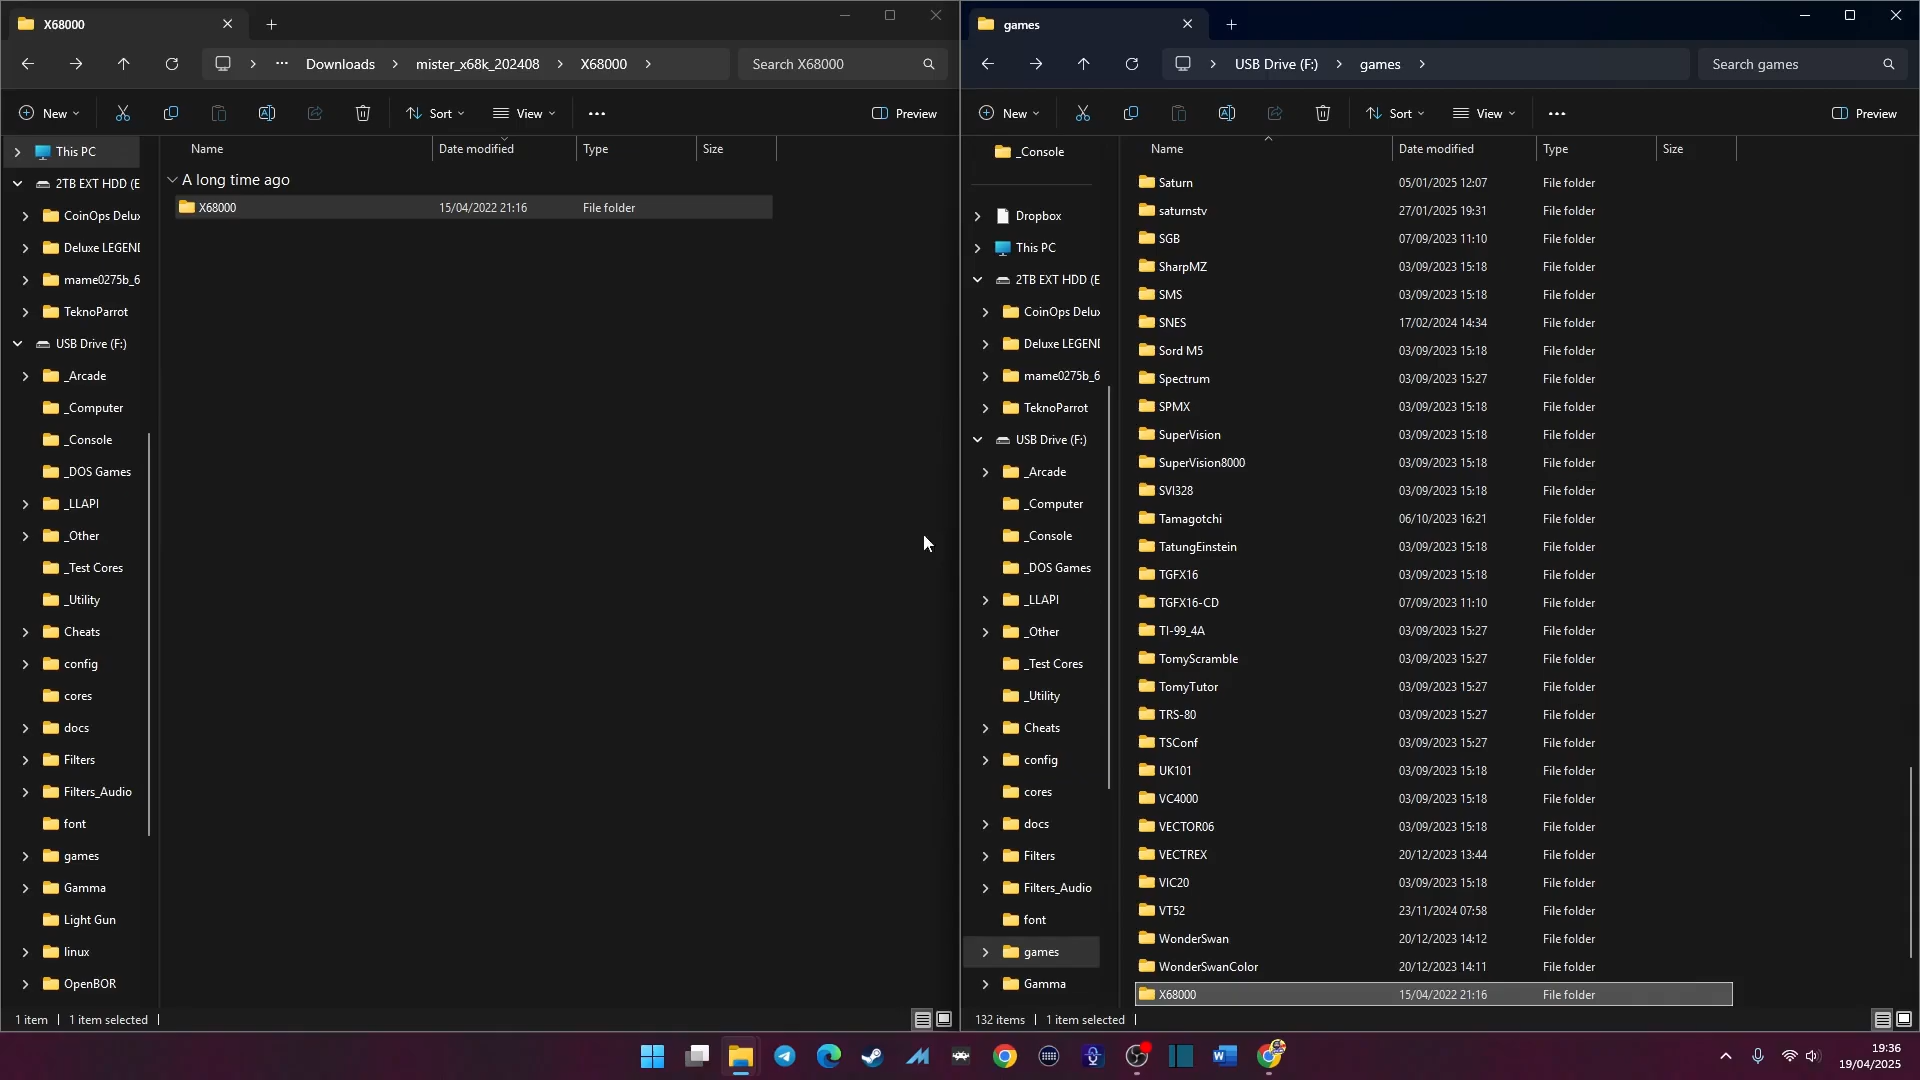 X68000
Downloads
mister_x68k_202408
X68000
Search X68000
New
Sort
View
Preview
This PC
2TB EXT HDD (E
CoinOps Delux
Deluxe LEGEND
mame0275b_6
TeknoParrot
USB Drive (F:)
_Arcade
_Computer
_Console
_DOS Games
_LLAPI
_Other
_Test Cores
_Utility
Cheats
config
cores
docs
Filters
Filters_Audio
font
games
Gamma
Light Gun
linux
OpenBOR
Name Date modified Type Size
A long time ago
X68000 15/04/2022 21:16 File folder
1 item 1 item selected
games
USB Drive (F:)
games
Search games
New
Sort
View
Preview
_Console
Dropbox
This PC
2TB EXT HDD (E
CoinOps Delux
Deluxe LEGEND
mame0275b_6
TeknoParrot
USB Drive (F:)
_Arcade
_Computer
_Console
_DOS Games
_LLAPI
_Other
_Test Cores
_Utility
Cheats
config
cores
docs
Filters
Filters_Audio
font
games
Gamma
Name Date modified Type Size
Saturn 05/01/2025 12:07 File folder
saturnstv 27/01/2025 19:31 File folder
SGB 07/09/2023 11:10 File folder
SharpMZ 03/09/2023 15:18 File folder
SMS 03/09/2023 15:18 File folder
SNES 17/02/2024 14:34 File folder
Sord M5 03/09/2023 15:18 File folder
Spectrum 03/09/2023 15:27 File folder
SPMX 03/09/2023 15:18 File folder
SuperVision 03/09/2023 15:18 File folder
SuperVision8000 03/09/2023 15:18 File folder
SVI328 03/09/2023 15:18 File folder
Tamagotchi 06/10/2023 16:21 File folder
TatungEinstein 03/09/2023 15:18 File folder
TGFX16 03/09/2023 15:18 File folder
TGFX16-CD 07/09/2023 11:10 File folder
TI-99_4A 03/09/2023 15:27 File folder
TomyScramble 03/09/2023 15:27 File folder
TomyTutor 03/09/2023 15:27 File folder
TRS-80 03/09/2023 15:27 File folder
TSConf 03/09/2023 15:27 File folder
UK101 03/09/2023 15:18 File folder
VC4000 03/09/2023 15:18 File folder
VECTOR06 03/09/2023 15:18 File folder
VECTREX 20/12/2023 13:44 File folder
VIC20 03/09/2023 15:18 File folder
VT52 23/11/2024 07:58 File folder
WonderSwan 20/12/2023 14:12 File folder
WonderSwanColor 20/12/2023 14:11 File folder
X68000 15/04/2022 21:16 File folder
132 items 1 item selected
19:36
19/04/2025